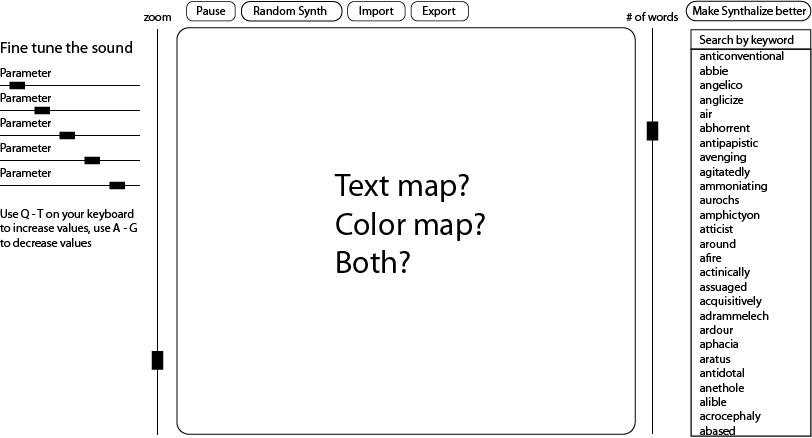 zoom
Pause
Random Synth
Import
Export
# of words
Make Synthalize better
Fine tune the sound
Parameter
Parameter
Parameter
Parameter
Parameter
Use Q - T on your keyboard
to increase values, use A - G
to decrease values
Text map?
Color map?
Both?
Search by keyword
anticonventional
abbie
angelico
anglicize
air
abhorrent
antipapistic
avenging
agitatedly
ammoniating
aurochs
amphictyon
atticist
around
afire
actinically
assuaged
acquisitively
adrammelech
ardour
aphacia
aratus
antidotal
anethole
alible
acrocephaly
abased